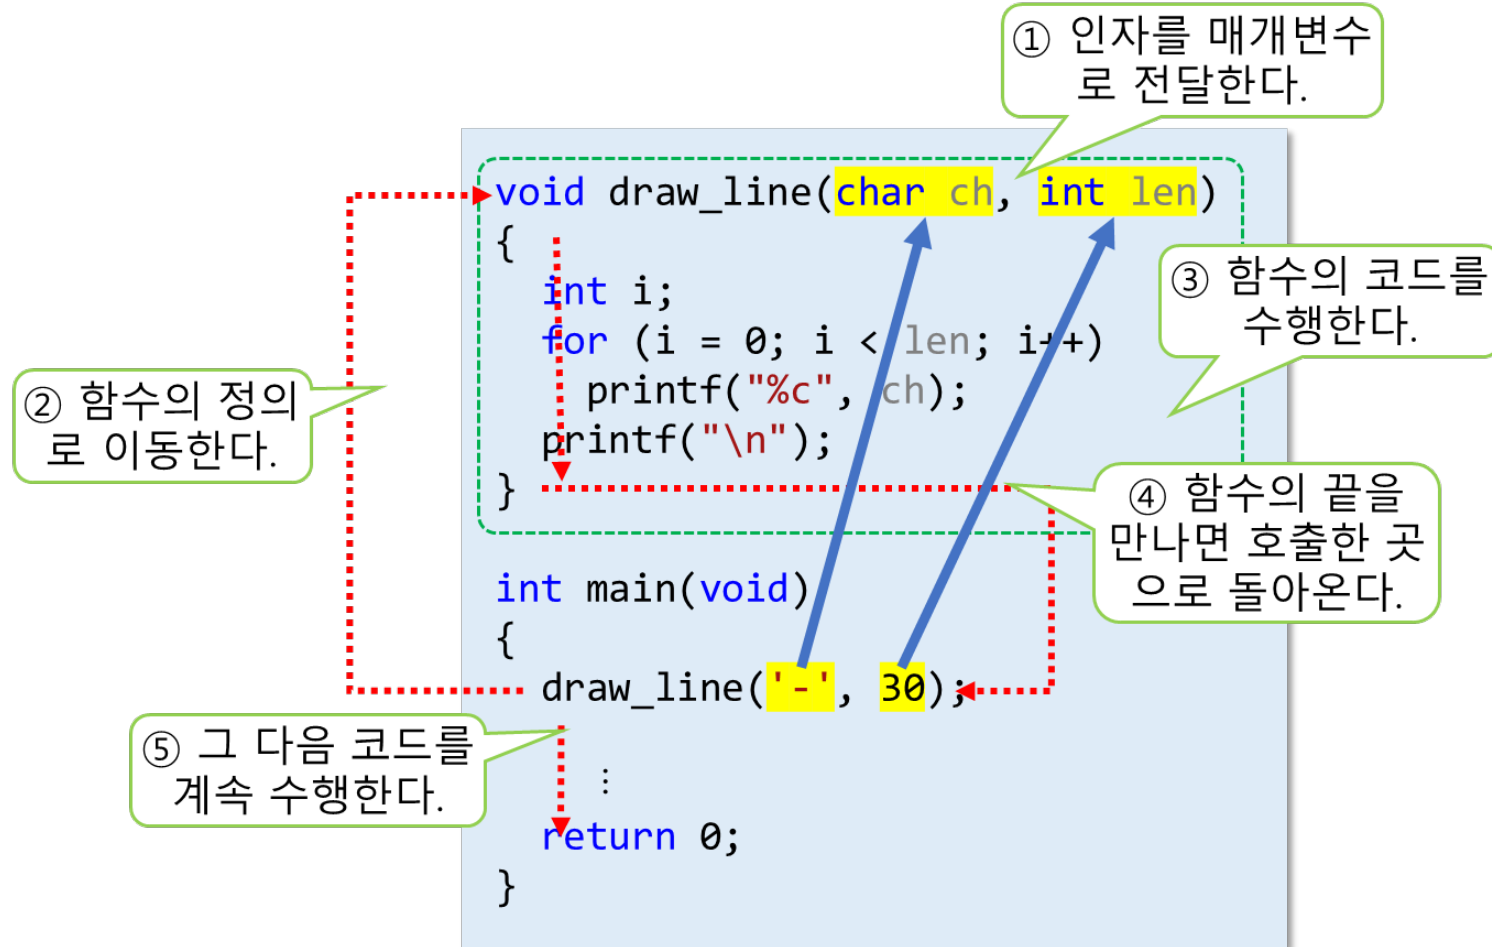 ① 인자를 매개변수
로 전달한다.
void draw_line(char ch, int len)
{
int i;
for (i = 0; i < len; i++)
printf("%c", ch);
printf("\n");
}
② 함수의 정의
로 이동한다.
③ 함수의 코드를
수행한다.
④ 함수의 끝을
만나면 호출한 곳
으로 돌아온다.
int main(void)
{
draw_line('-', 30);
⑤ 그 다음 코드를
계속 수행한다.
⋮
return 0;
}